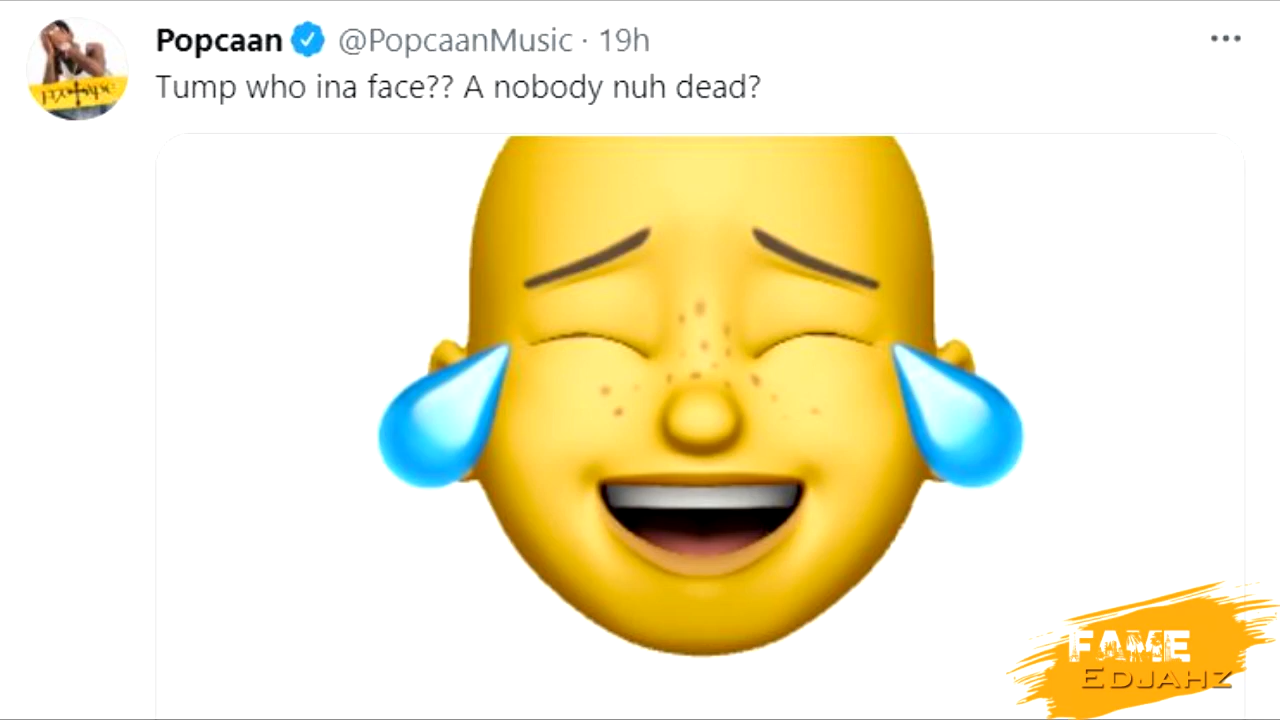 Popcaan @PopcaanMusic · 19h
Tump who ina face?? A nobody nuh dead?
FAME
EDJAHZ